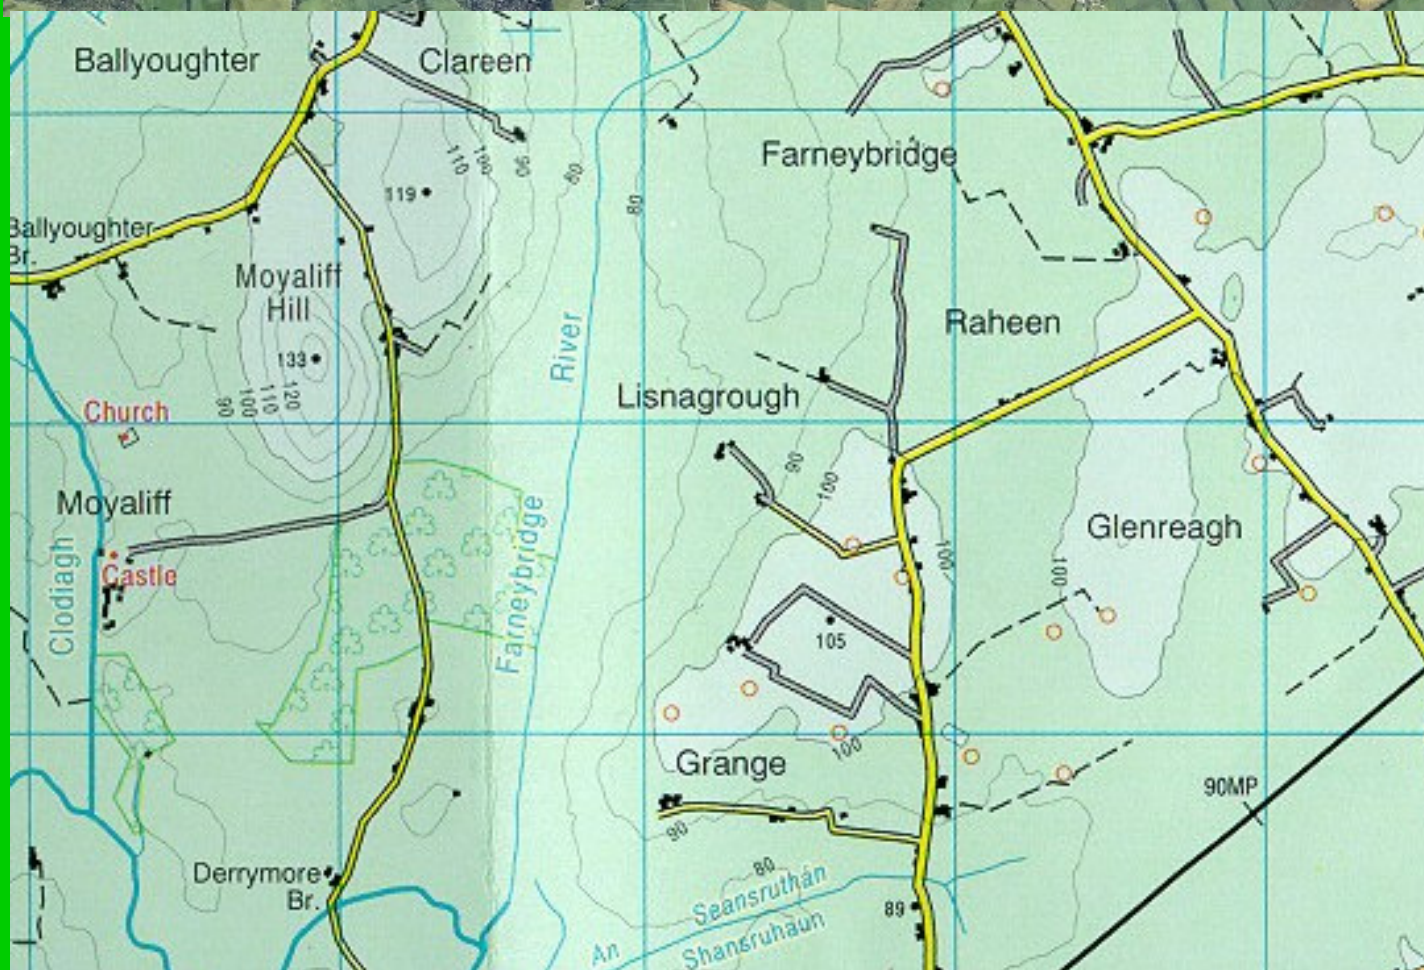 Ballyoughter
Clareen
Farneybridge
110
100
90
80
119
80
Ballyoughter
Br.
Moyaliff
Hill
133
90
100
110
120
River
Raheen
Lisnagrough
Church
90
100
Moyaliff
Glenreagh
100
100
Castle
Clodiagh
Farneybridge
105
100
Grange
90MP
90
80
Derrymore
Br.
An Seansruthán
Shansruhaun
89